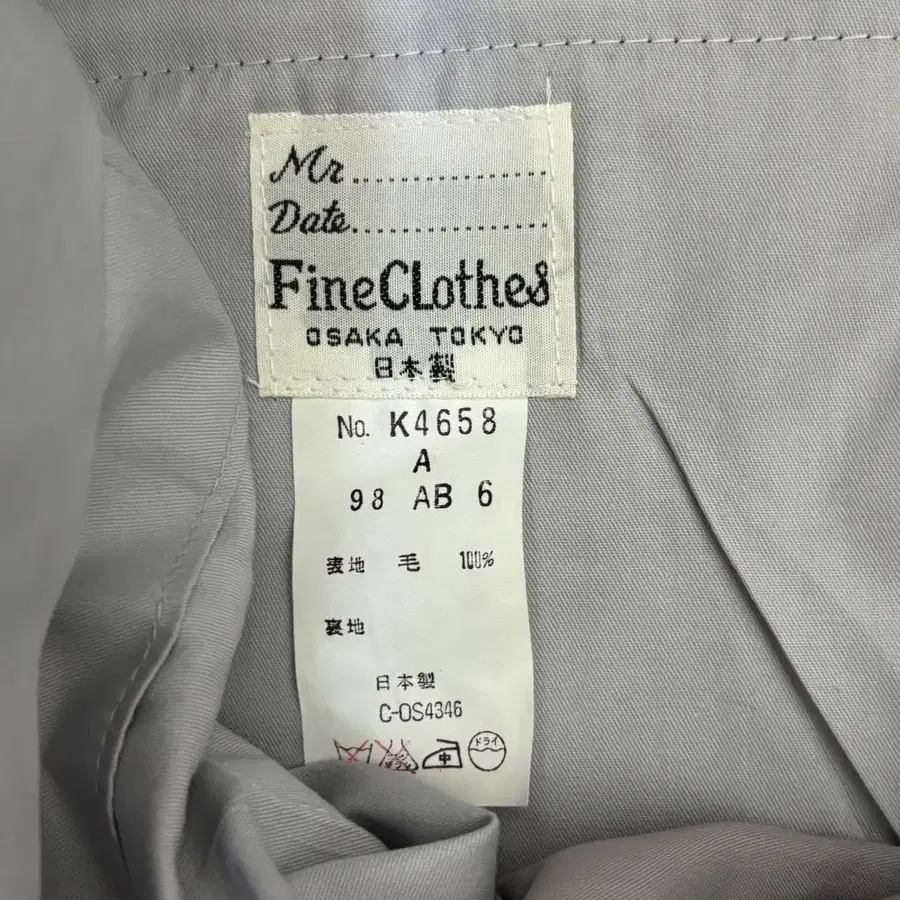 Mr..................
Date..................
FineClothes
OSAKA TOKYO
日本製
No. K4658
A
98 AB 6
表地 毛 100%
裏地
日本製
C-OS4346
中 ドライ